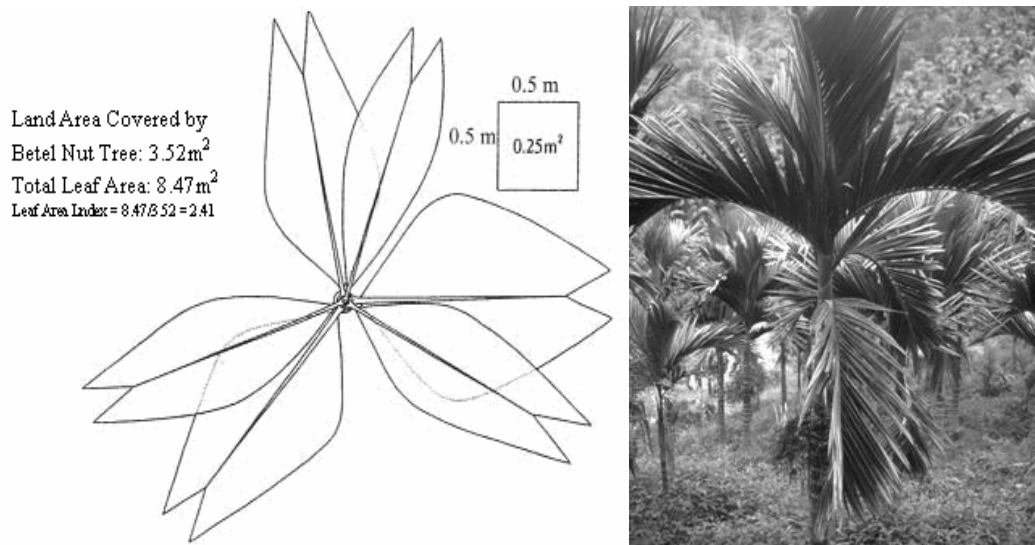 Land Area Covered by
Betel Nut Tree: 3.52m²
Total Leaf Area: 8.47m²
Leaf Area Index = 8.47/3.52 = 2.41
0.5 m
0.5 m
0.25m²